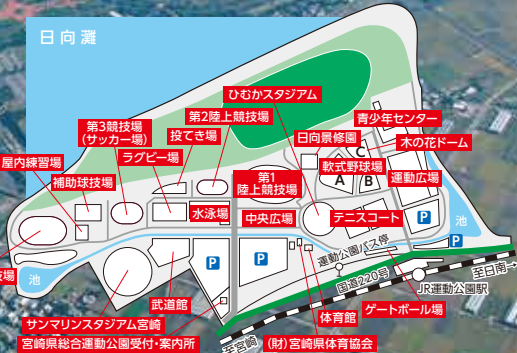 日向灘
ひむかスタジアム
第2陸上競技場
青少年センター
第3競技場
(サッカー場)
投てき場
日向景修園
C
木の花ドーム
屋内練習場
ラグビー場
軟式野球場
補助球技場
第1
陸上競技場
A
B
運動広場
水泳場
中央広場
テニスコート
P
池
技場
P
P
P
運動公園バス停
池
国道220号
至日南→
武道館
JR運動公園駅
サンマリンスタジアム宮崎
体育館
ゲートボール場
宮崎県総合運動公園受付・案内所
至宮崎
(財)宮崎県体育協会